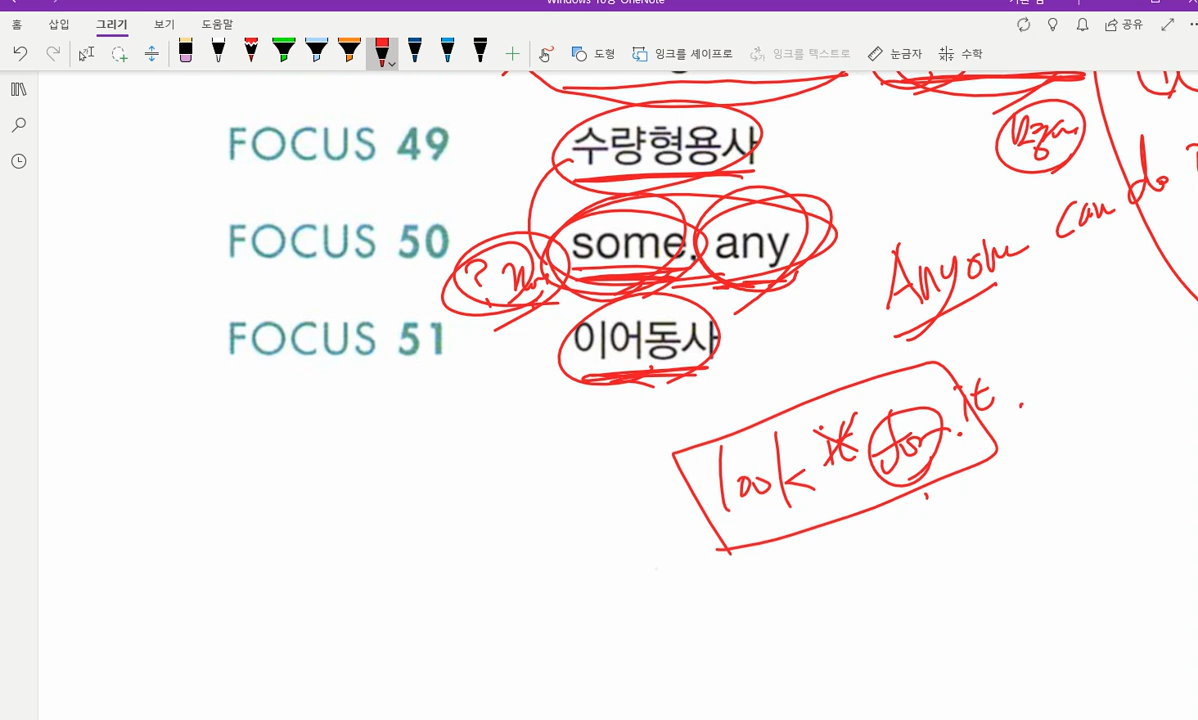 Windows 10용 OneNote
홈 삽입 그리기 보기 도움말
공유
도형 잉크를 셰이프로 잉크를 텍스트로 눈금자 수학
FOCUS 49 수량형용사
FOCUS 50 some, any
?
Anyone can do
FOCUS 51 이어동사
look it for it.